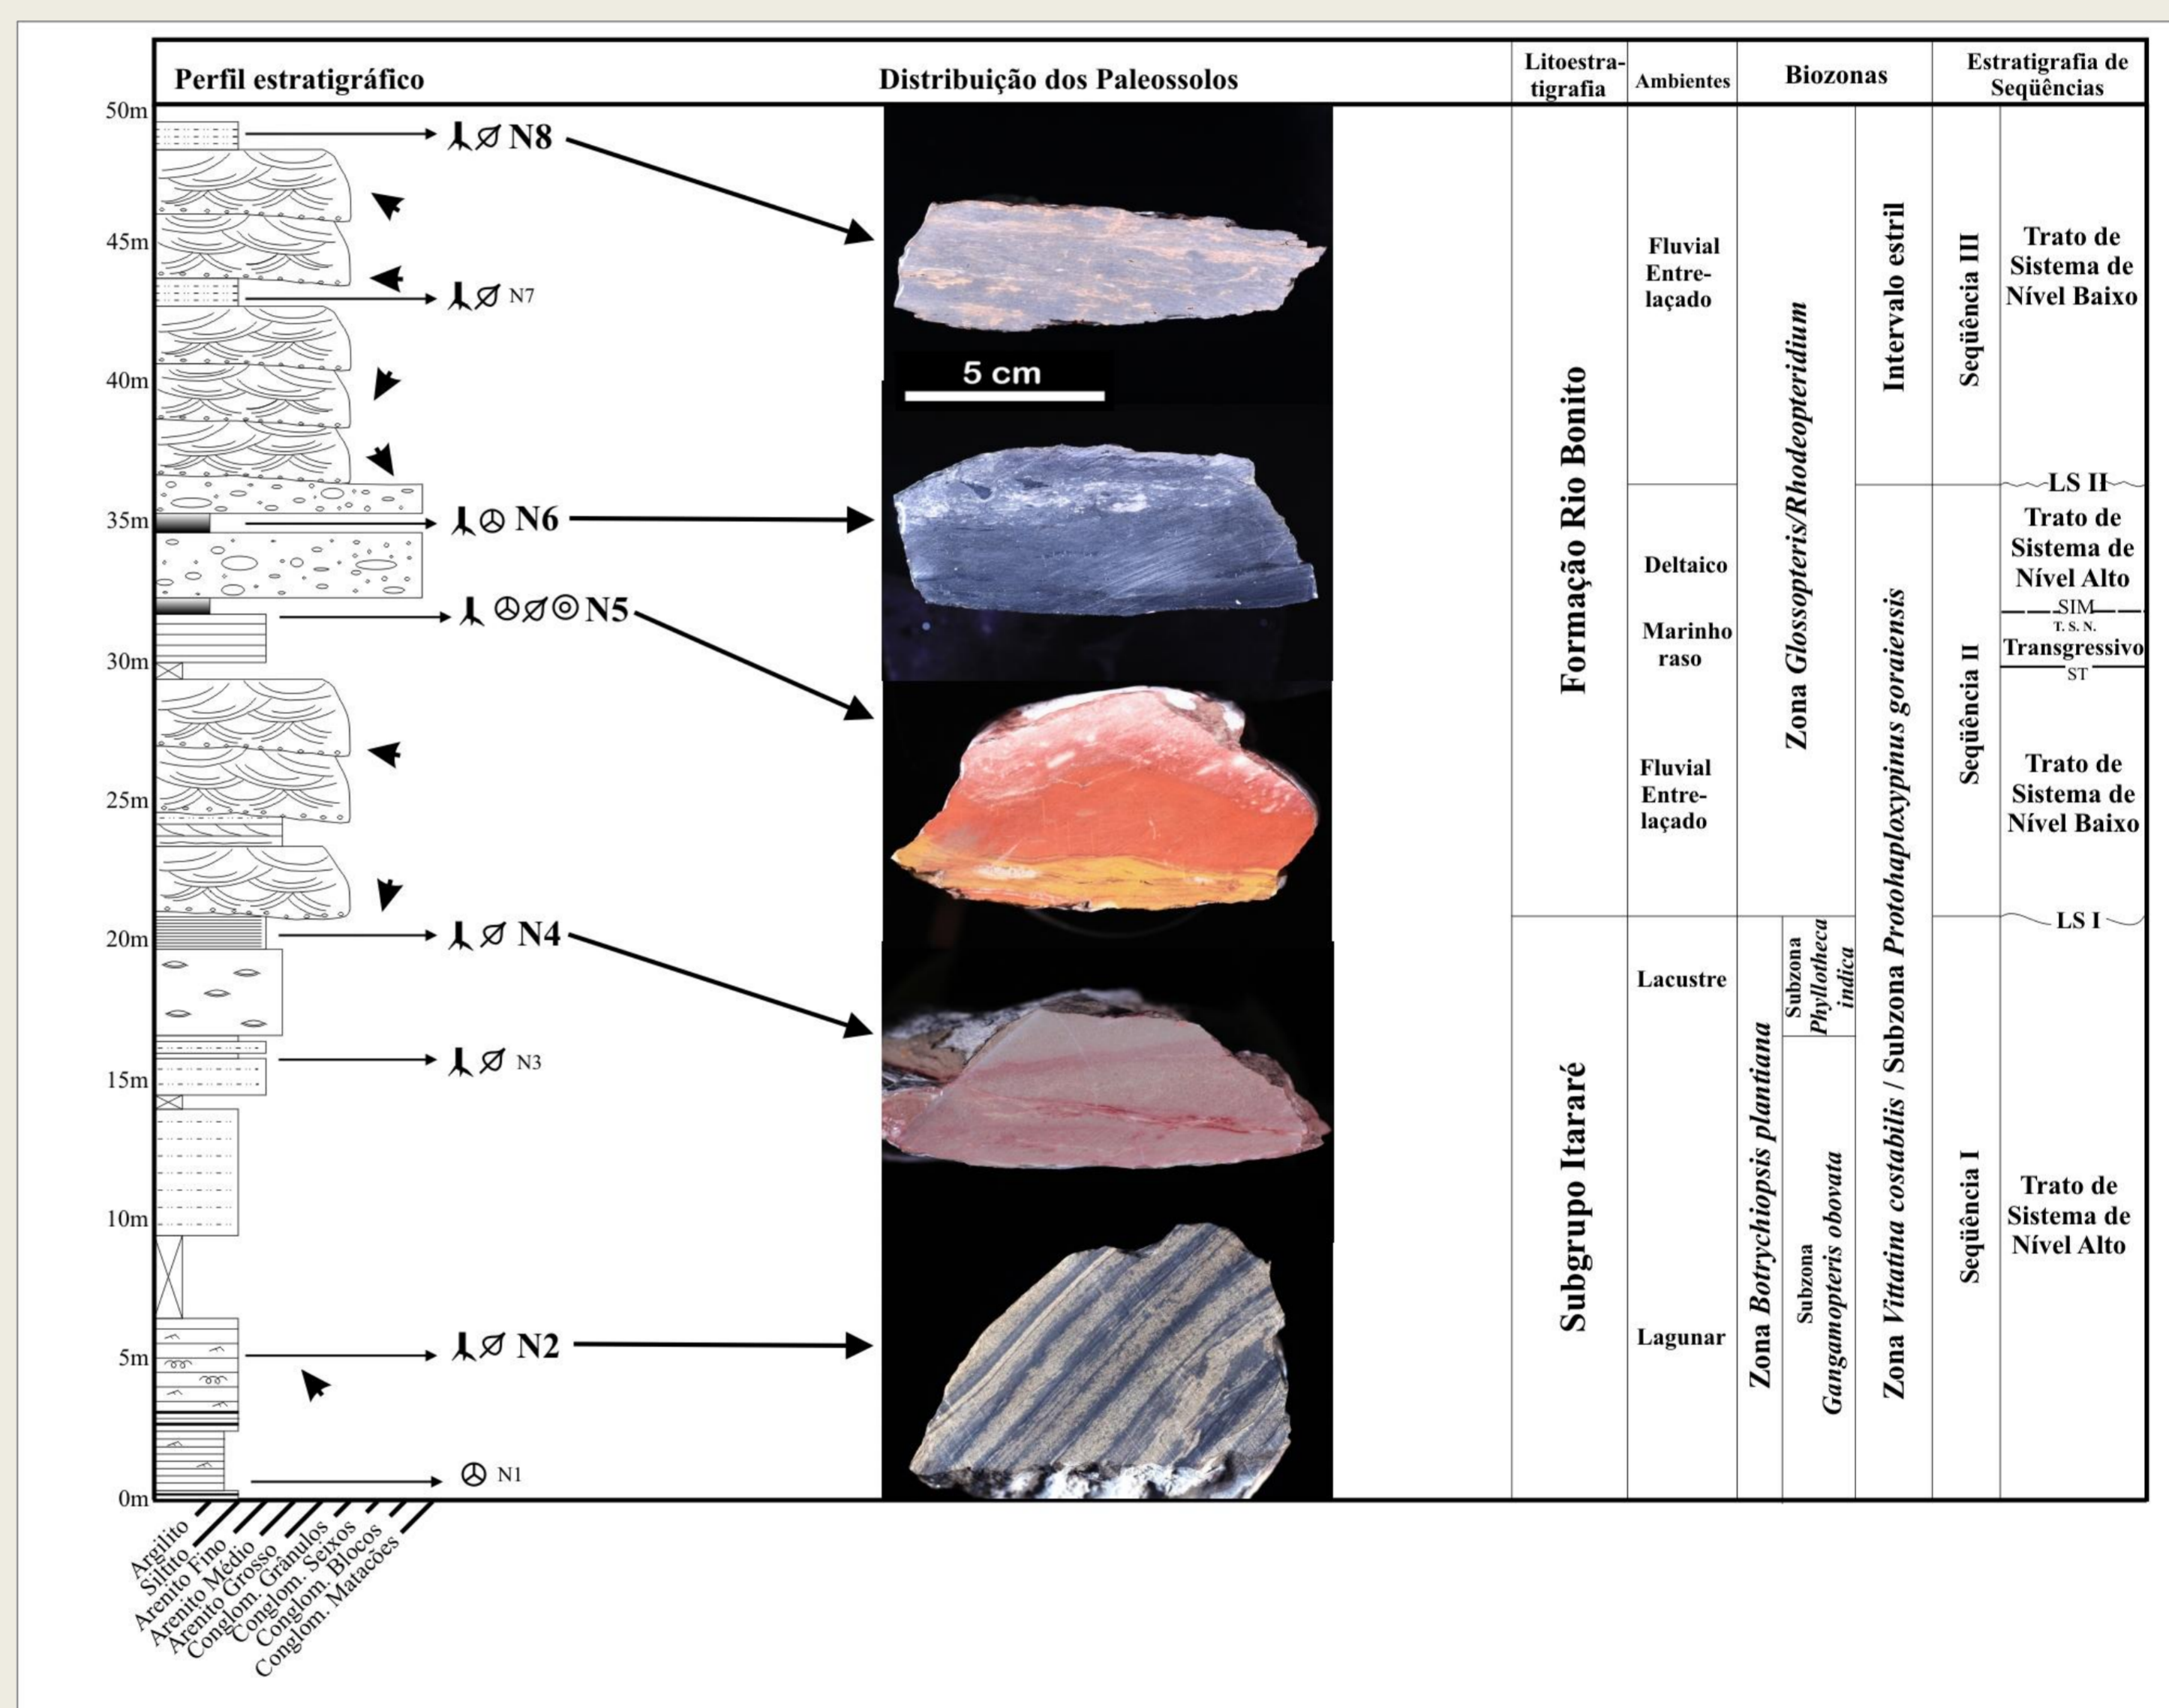 Perfil estratigráfico
Distribuição dos Paleossolos
Litoestra-
tigrafia
Ambientes
Biozonas
Estratigrafia de
Seqüências
50m
45m
40m
35m
30m
25m
20m
15m
10m
5m
0m
N8
N7
N6
N5
N4
N3
N2
N1
5 cm
Argilito
Siltito
Arenito Fino
Arenito Médio
Arenito Grosso
Conglom. Grânulos
Conglom. Seixos
Conglom. Blocos
Conglom. Matacões
Formação Rio Bonito
Subgrupo Itararé
Fluvial
Entre-
laçado
Deltaico
Marinho
raso
Fluvial
Entre-
laçado
Lacustre
Lagunar
Zona Glossopteris/Rhodeopteridium
Zona Botrychiopsis plantiana
Subzona
Phyllotheca
indica
Subzona
Gangamopteris obovata
Intervalo estril
Zona Vittatina costabilis / Subzona Protohaploxypinus goraiensis
Seqüência III
Seqüência II
Seqüência I
Trato de
Sistema de
Nível Baixo
LS II
Trato de
Sistema de
Nível Alto
SIM
T. S. N.
Transgressivo
ST
Trato de
Sistema de
Nível Baixo
LS I
Trato de
Sistema de
Nível Alto